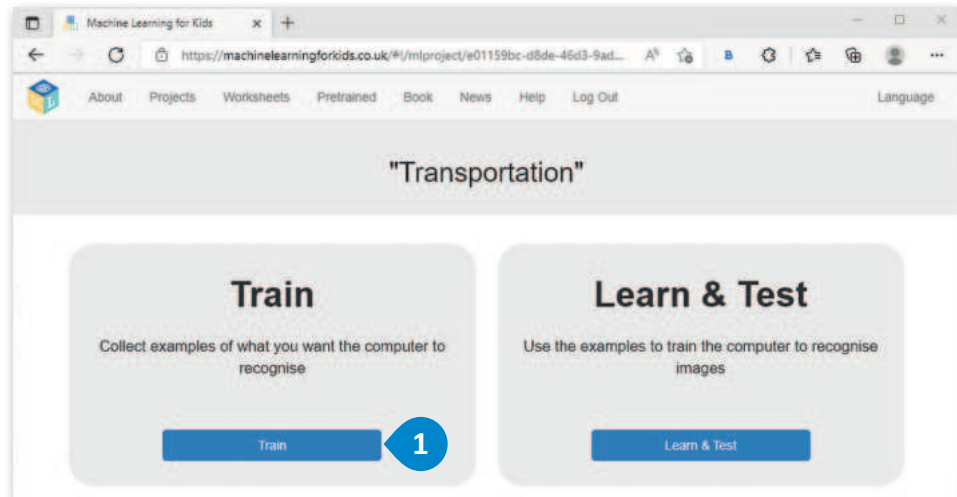 Machine Learning for Kids
https://machinelearningforkids.co.uk/#!/mlproject/e01159bc-d8de-46d3-9ad...
About Projects Worksheets Pretrained Book News Help Log Out Language
"Transportation"
Train
Collect examples of what you want the computer to
recognise
Train
1
Learn & Test
Use the examples to train the computer to recognise
images
Learn & Test